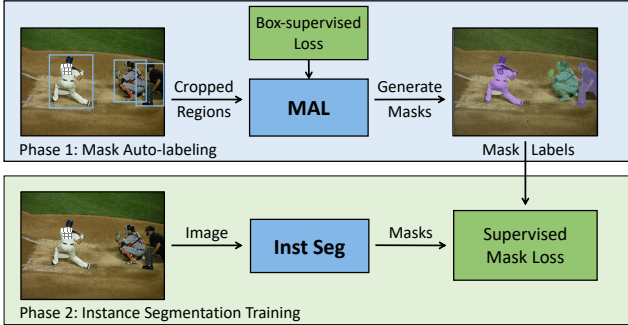 Box-supervised
Loss
Cropped
Regions
MAL
Generate
Masks
Phase 1: Mask Auto-labeling
Mask Labels
Image
Inst Seg
Masks
Supervised
Mask Loss
Phase 2: Instance Segmentation Training